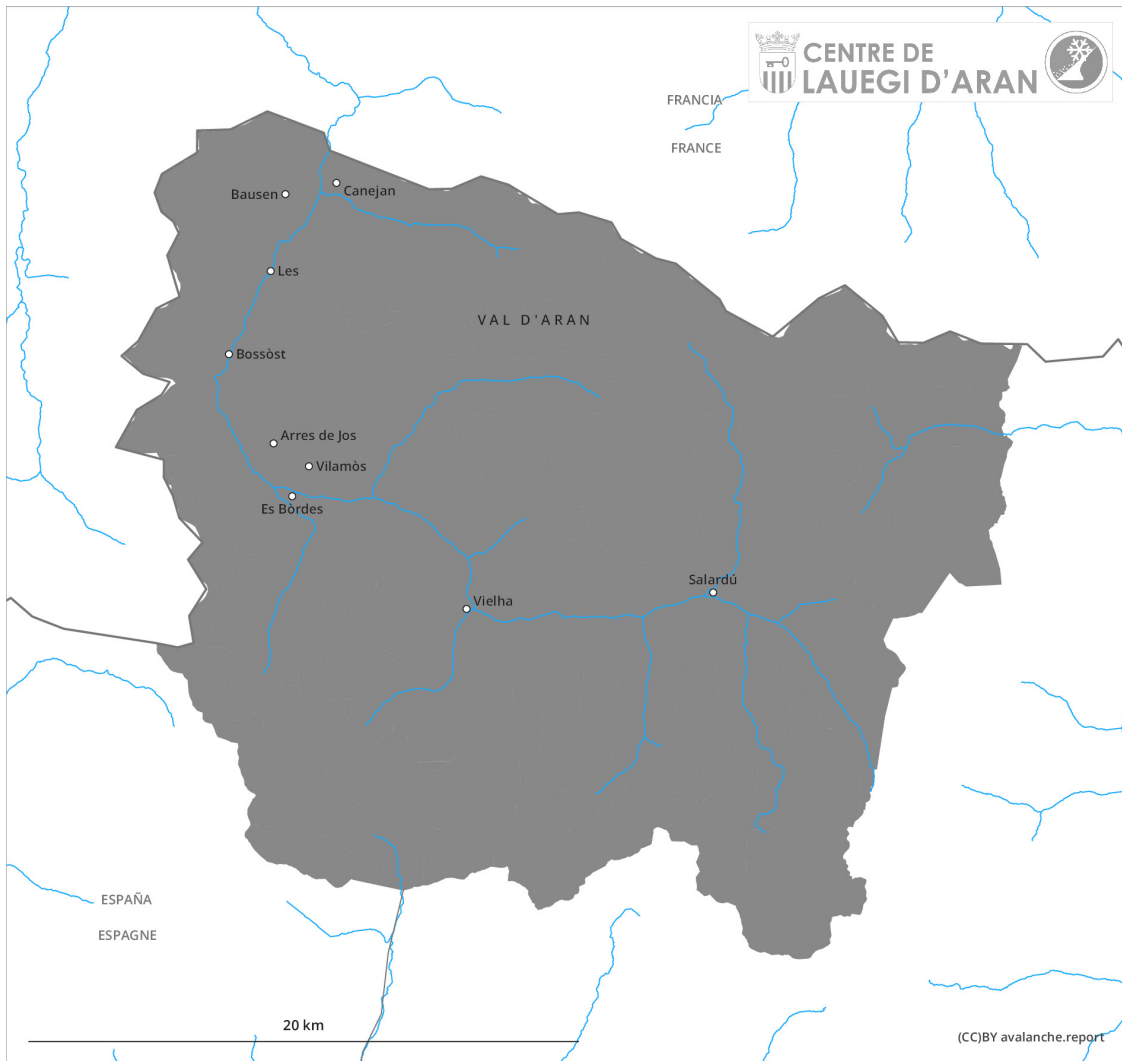 CENTRE DE
LAUEGI D'ARAN
FRANCIA
FRANCE
Bausen
Canejan
Les
VAL D'ARAN
Bossòst
Arres de Jos
Vilamòs
Es Bòrdes
Salardú
Vielha
ESPAÑA
ESPAGNE
20 km
(CC)BY avalanche.report